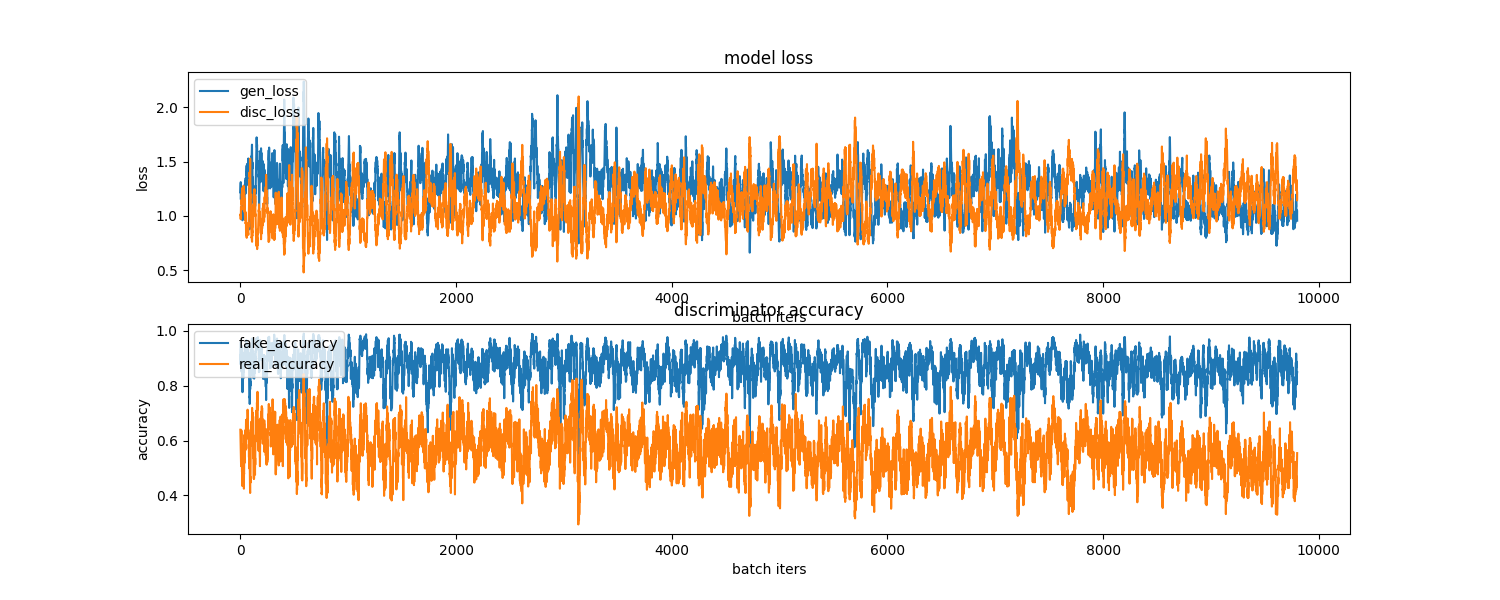 model loss
gen_loss
disc_loss
loss
2.0
1.5
1.0
0.5
0 2000 4000 6000 8000 10000
batch iters
discriminator accuracy
fake_accuracy
real_accuracy
accuracy
1.0
0.8
0.6
0.4
0 2000 4000 6000 8000 10000
batch iters